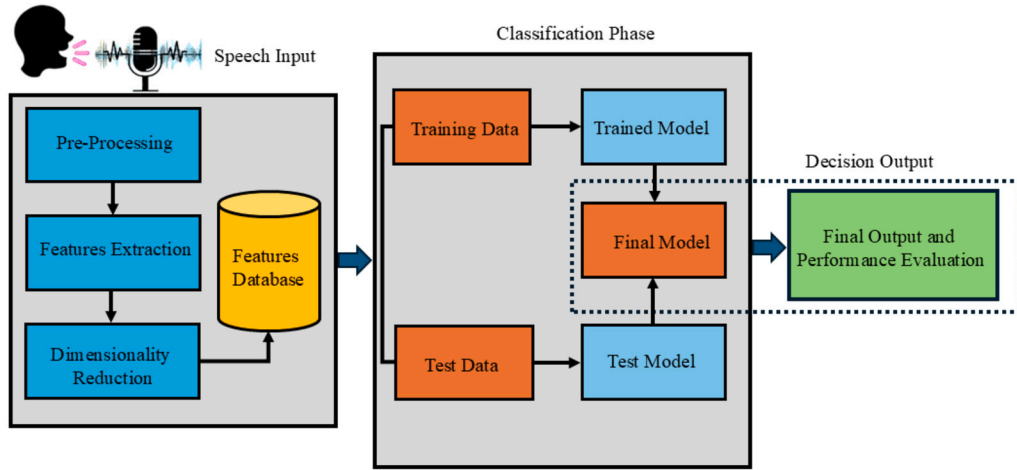 Speech Input
Pre-Processing
Features Extraction
Dimensionality
Reduction
Features
Database
Classification Phase
Training Data
Trained Model
Final Model
Test Data
Test Model
Decision Output
Final Output and
Performance Evaluation